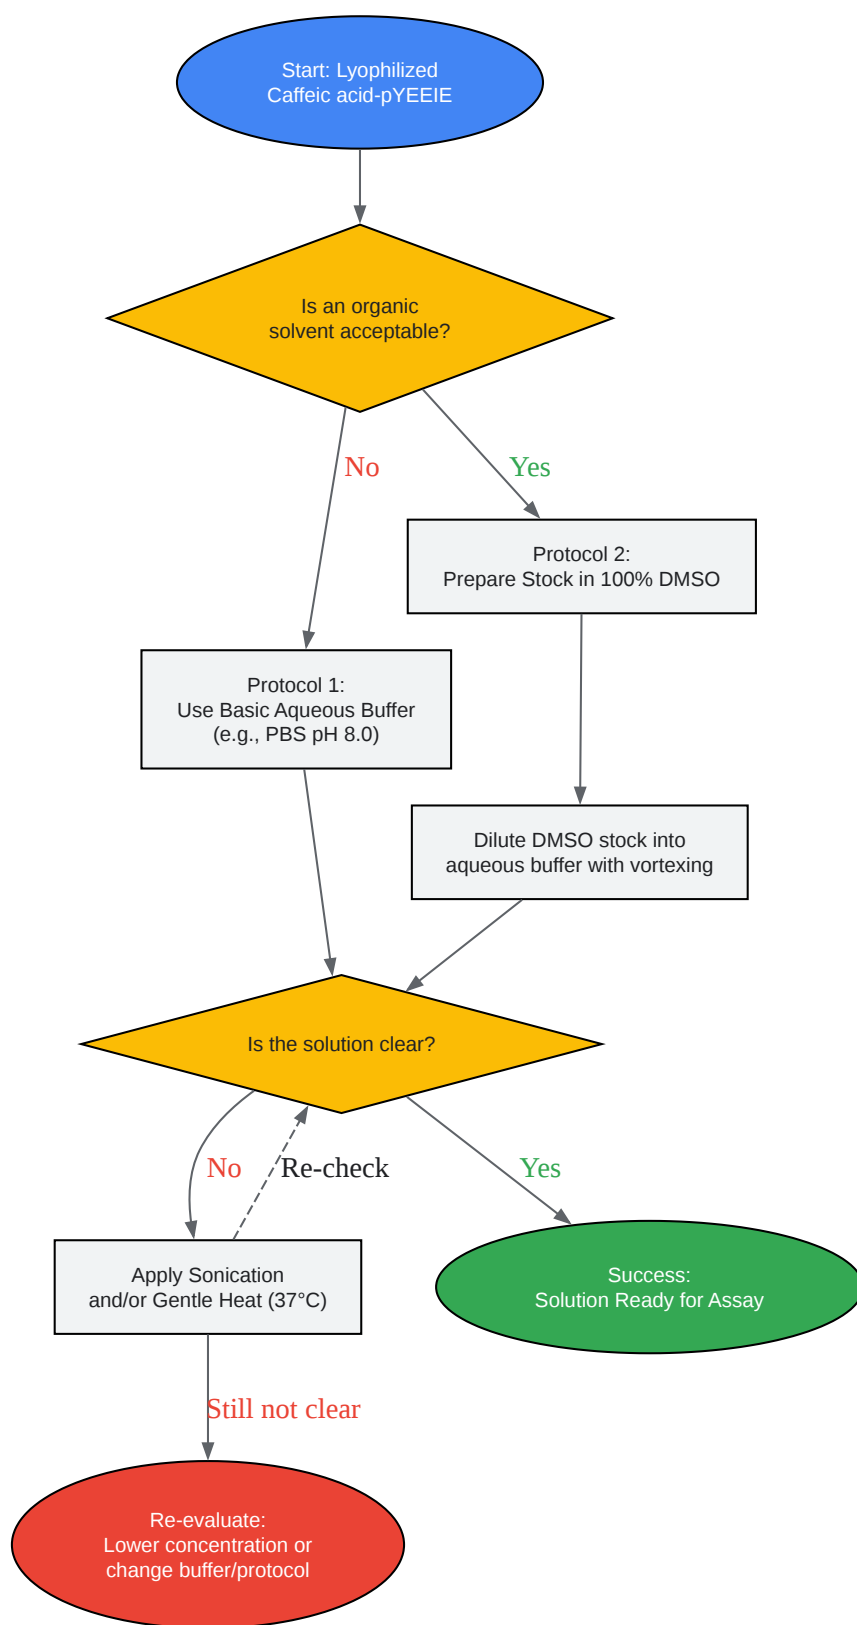 Start: Lyophilized
Caffeic acid-pYEEIE
Is an organic
solvent acceptable?
No
Yes
Protocol 2:
Prepare Stock in 100% DMSO
Protocol 1:
Use Basic Aqueous Buffer
(e.g., PBS pH 8.0)
Dilute DMSO stock into
aqueous buffer with vortexing
Is the solution clear?
No
Re-check
Yes
Apply Sonication
and/or Gentle Heat (37°C)
Success:
Solution Ready for Assay
Still not clear
Re-evaluate:
Lower concentration or
change buffer/protocol